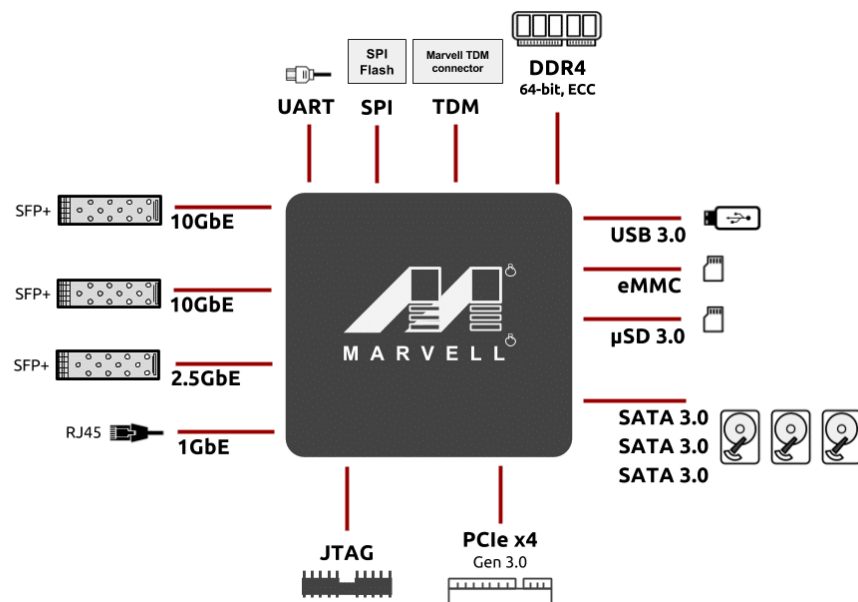 SPI
Flash
Marvell TDM
connector
DDR4
64-bit, ECC
UART
SPI
TDM
SFP+
10GbE
USB 3.0
SFP+
10GbE
eMMC
µSD 3.0
MARVELL
SFP+
2.5GbE
RJ45
1GbE
SATA 3.0
SATA 3.0
SATA 3.0
JTAG
PCIe x4
Gen 3.0